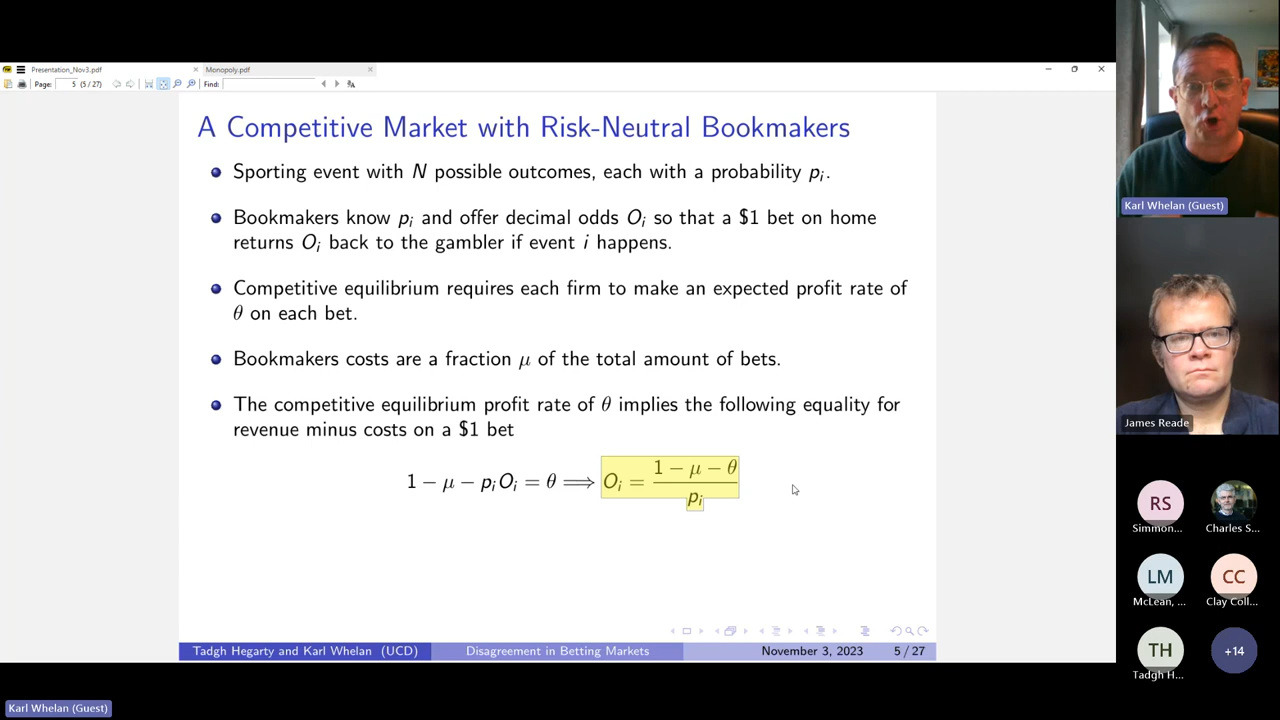 Presentation_Nov3.pdf
Monopoly.pdf
Page: 5 (5 / 27)
Find:
A Competitive Market with Risk-Neutral Bookmakers
Sporting event with N possible outcomes, each with a probability pᵢ.
Bookmakers know pᵢ and offer decimal odds Oᵢ so that a $1 bet on home
returns Oᵢ back to the gambler if event i happens.
Competitive equilibrium requires each firm to make an expected profit rate of
θ on each bet.
Bookmakers costs are a fraction μ of the total amount of bets.
The competitive equilibrium profit rate of θ implies the following equality for
revenue minus costs on a $1 bet
1 − μ − pᵢOᵢ = θ ⟹ Oᵢ = (1 − μ − θ) / pᵢ
Tadgh Hegarty and Karl Whelan (UCD)
Disagreement in Betting Markets
November 3, 2023
5 / 27
Karl Whelan (Guest)
James Reade
RS
Simmon...
Charles S...
LM
McLean, ...
CC
Clay Coll...
TH
Tadgh H...
+14
Karl Whelan (Guest)